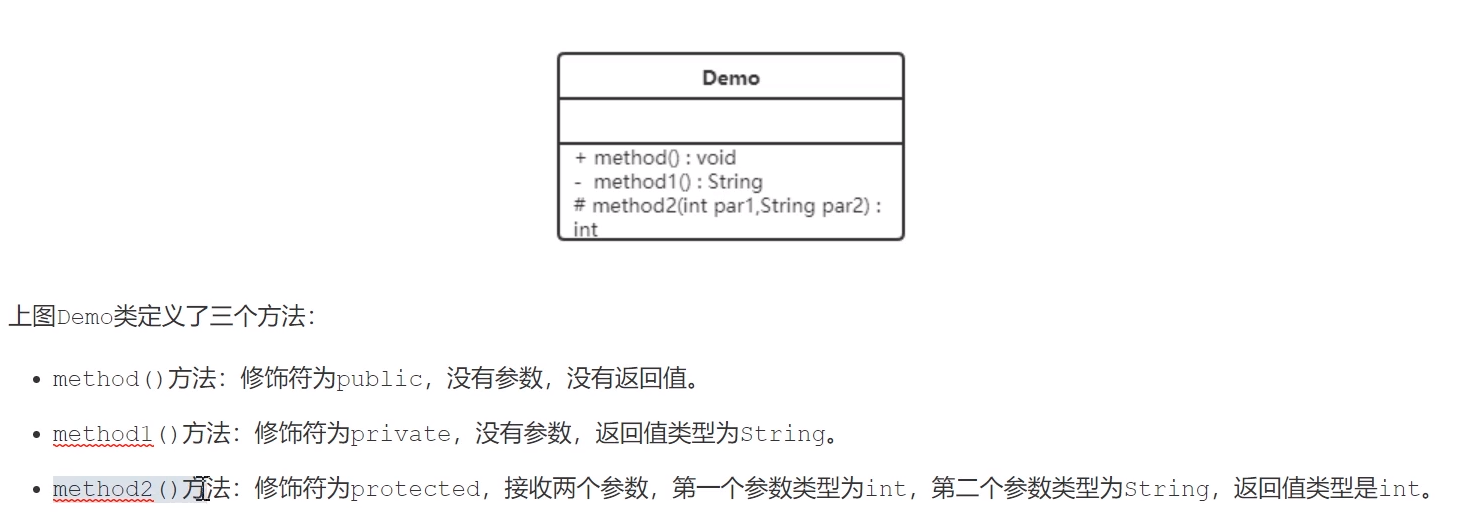 Demo
+ method() : void
- method1() : String
# method2(int par1,String par2) :
int
上图Demo类定义了三个方法：
• method()方法：修饰符为public，没有参数，没有返回值。
• method1()方法：修饰符为private，没有参数，返回值类型为String。
• method2()方法：修饰符为protected，接收两个参数，第一个参数类型为int，第二个参数类型为String，返回值类型是int。